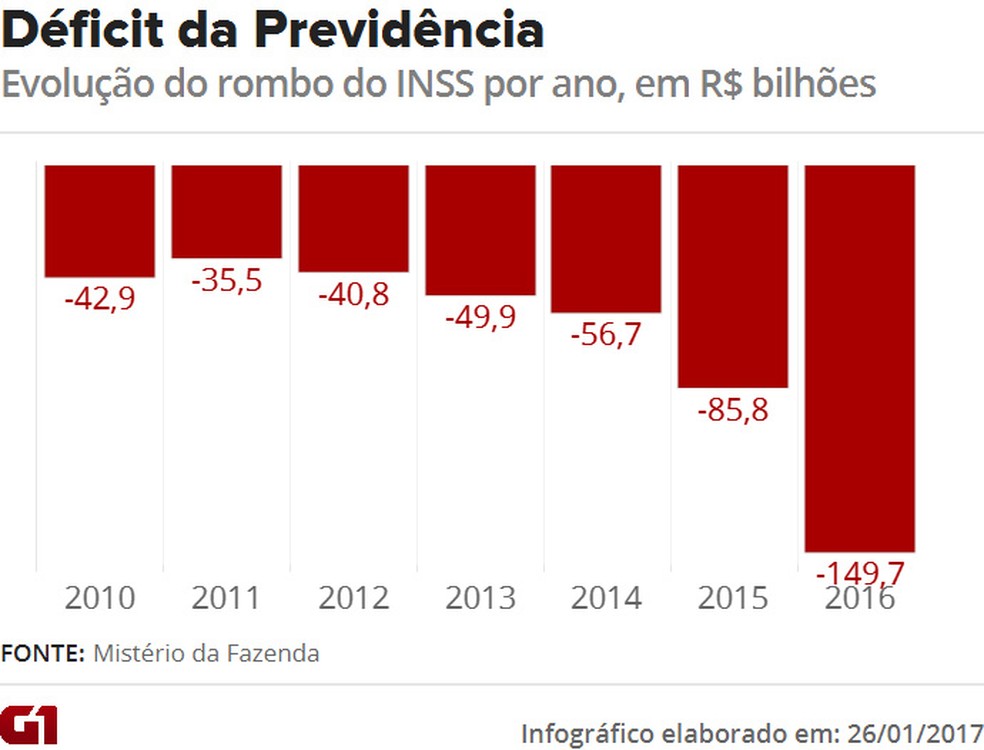 Déficit da Previdência
Evolução do rombo do INSS por ano, em R$ bilhões
-42,9
-35,5
-40,8
-49,9
-56,7
-85,8
-149,7
2010 2011 2012 2013 2014 2015 2016
FONTE: Mistério da Fazenda
G1
Infográfico elaborado em: 26/01/2017